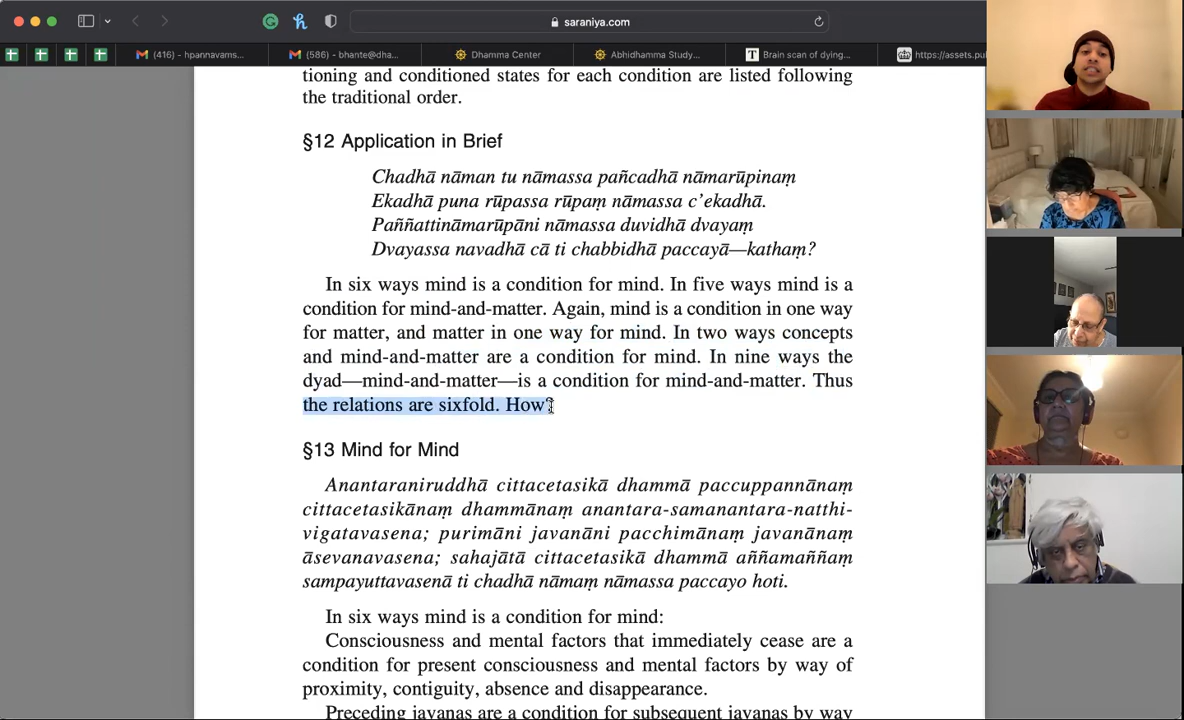 saraniya.com
(416) - hpannavams...
(586) - bhante@dha...
Dhamma Center
Abhidhamma Study...
T Brain scan of dying...
https://assets.pu
tioning and conditioned states for each condition are listed following
the traditional order.
§12 Application in Brief
Chadhā nāman tu nāmassa pañcadhā nāmarūpinaṃ
Ekadhā puna rūpassa rūpaṃ nāmassa c’ekadhā.
Paññattināmarūpāni nāmassa duvidhā dvayaṃ
Dvayassa navadhā cā ti chabbidhā paccayā—kathaṃ?
In six ways mind is a condition for mind. In five ways mind is a
condition for mind-and-matter. Again, mind is a condition in one way
for matter, and matter in one way for mind. In two ways concepts
and mind-and-matter are a condition for mind. In nine ways the
dyad—mind-and-matter—is a condition for mind-and-matter. Thus
the relations are sixfold. How?
§13 Mind for Mind
Anantaraniruddhā cittacetasikā dhammā paccuppannānaṃ
cittacetasikānaṃ dhammānaṃ anantara-samanantara-natthi-
vigatavasena; purimāni javanāni pacchimānaṃ javanānaṃ
āsevanavasena; sahajātā cittacetasikā dhammā aññamaññaṃ
sampayuttavasenā ti chadhā nāmaṃ nāmassa paccayo hoti.
In six ways mind is a condition for mind:
Consciousness and mental factors that immediately cease are a
condition for present consciousness and mental factors by way of
proximity, contiguity, absence and disappearance.
Preceding javanas are a condition for subsequent javanas by way